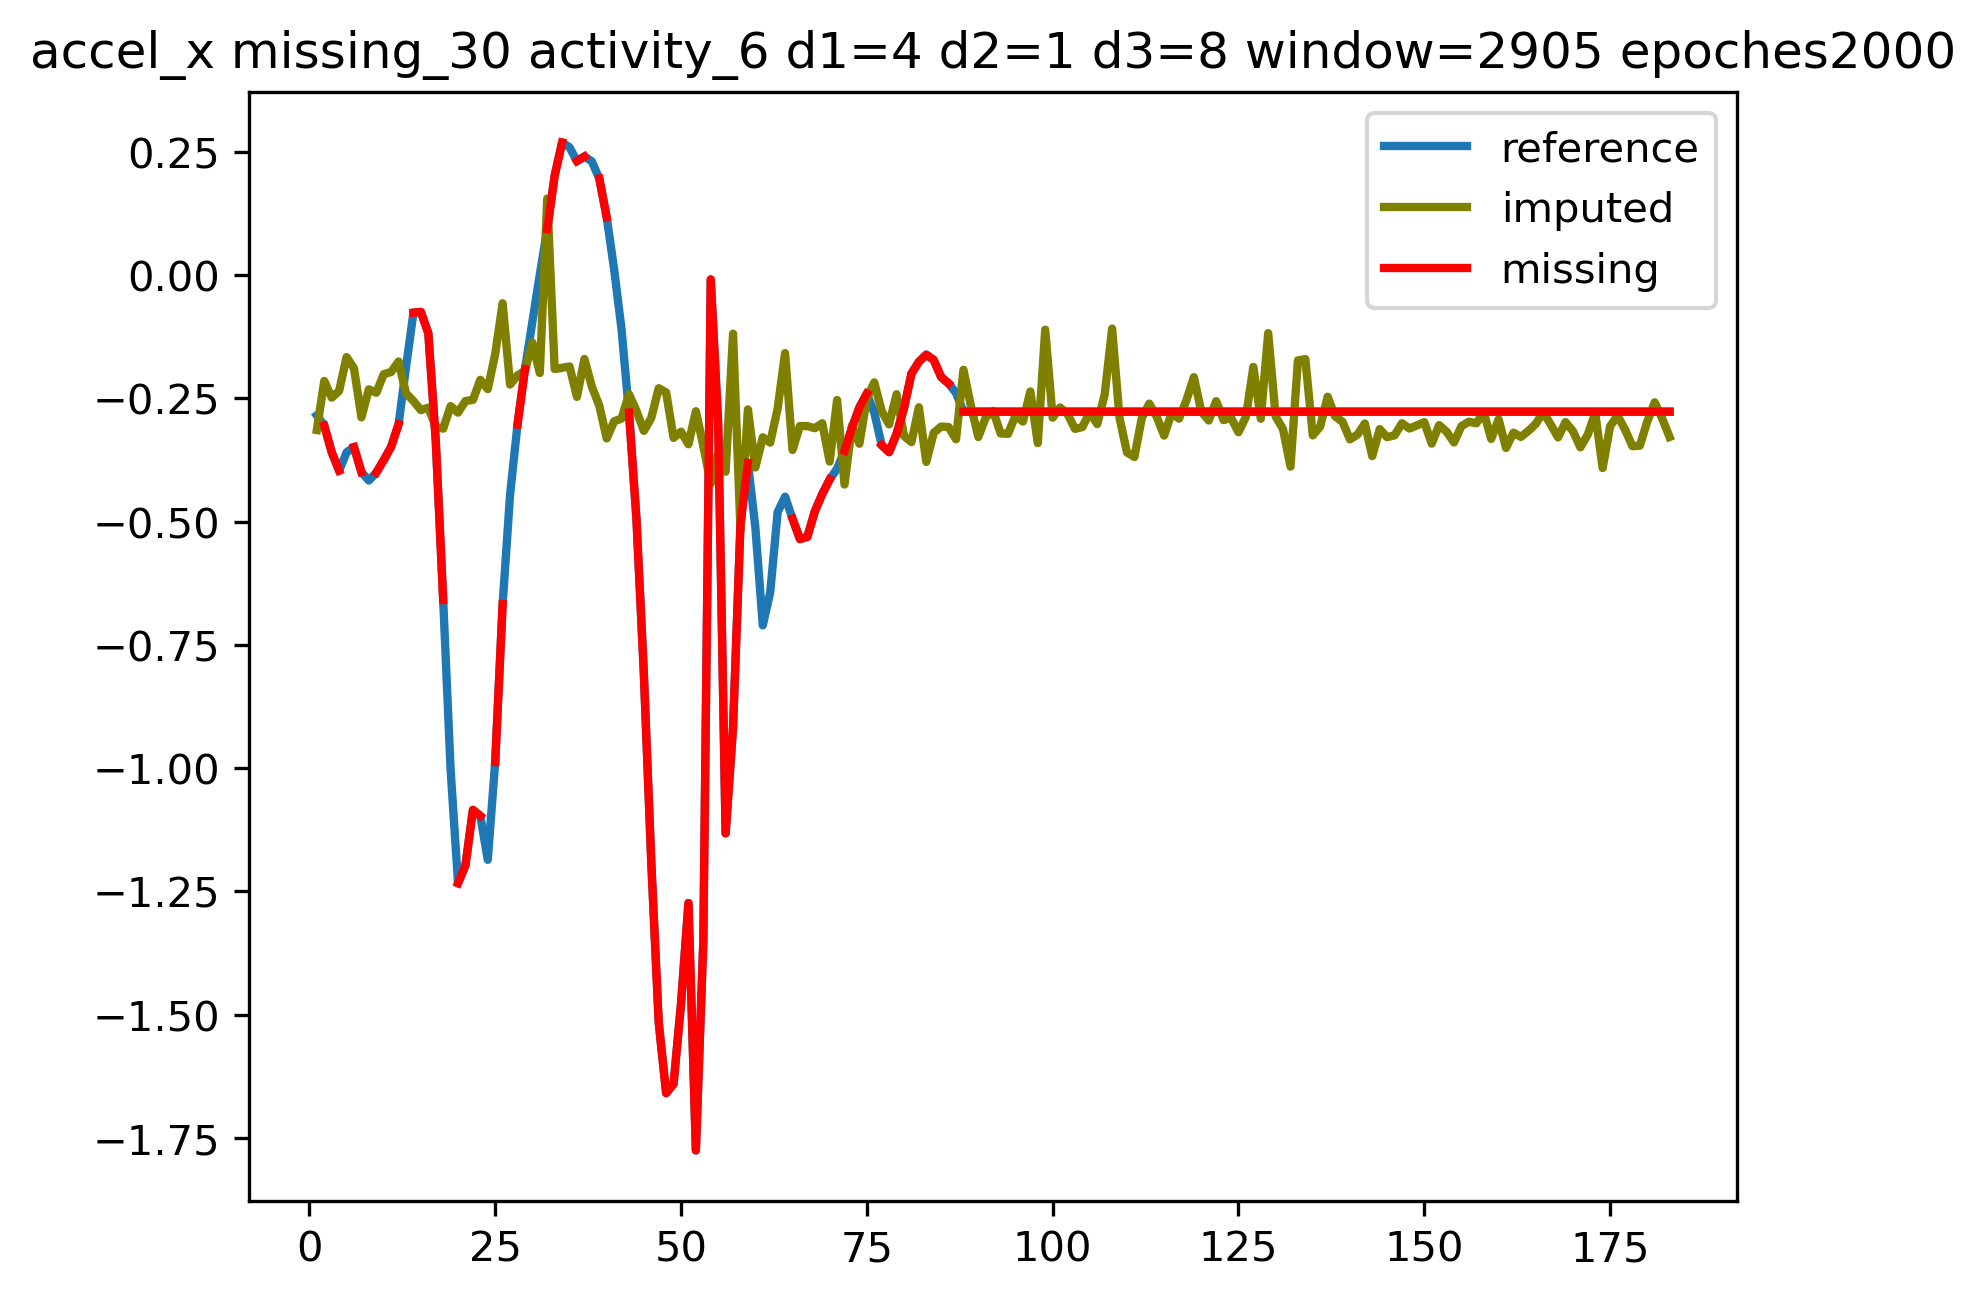 accel_x missing_30 activity_6 d1=4 d2=1 d3=8 window=2905 epoches2000
reference
imputed
missing
0.25
0.00
−0.25
−0.50
−0.75
−1.00
−1.25
−1.50
−1.75
0 25 50 75 100 125 150 175